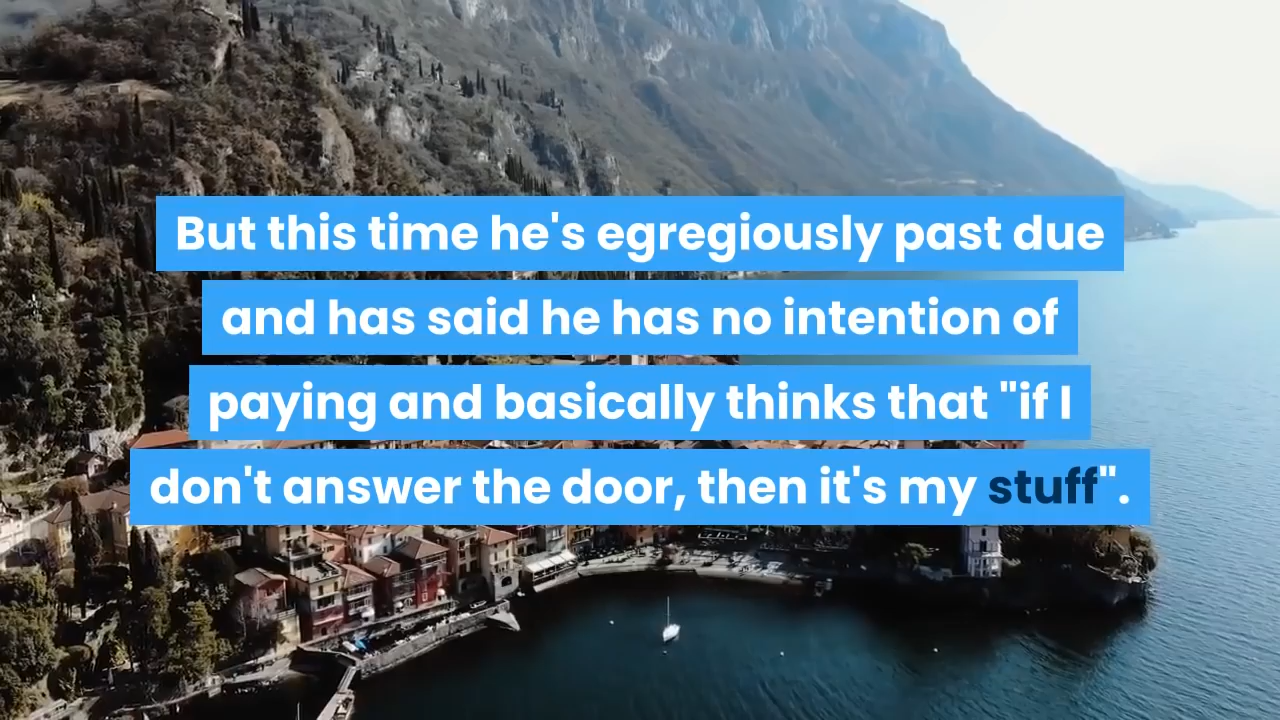 But this time he's egregiously past due
and has said he has no intention of
paying and basically thinks that "if I
don't answer the door, then it's my stuff".